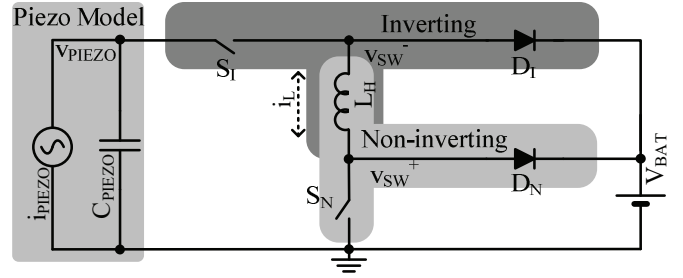 Piezo Model
Inverting
vPIEZO
SI
vSW-
DI
iL
LH
Non-inverting
iPIEZO
CPIEZO
SN
vSW+
DN
VBAT